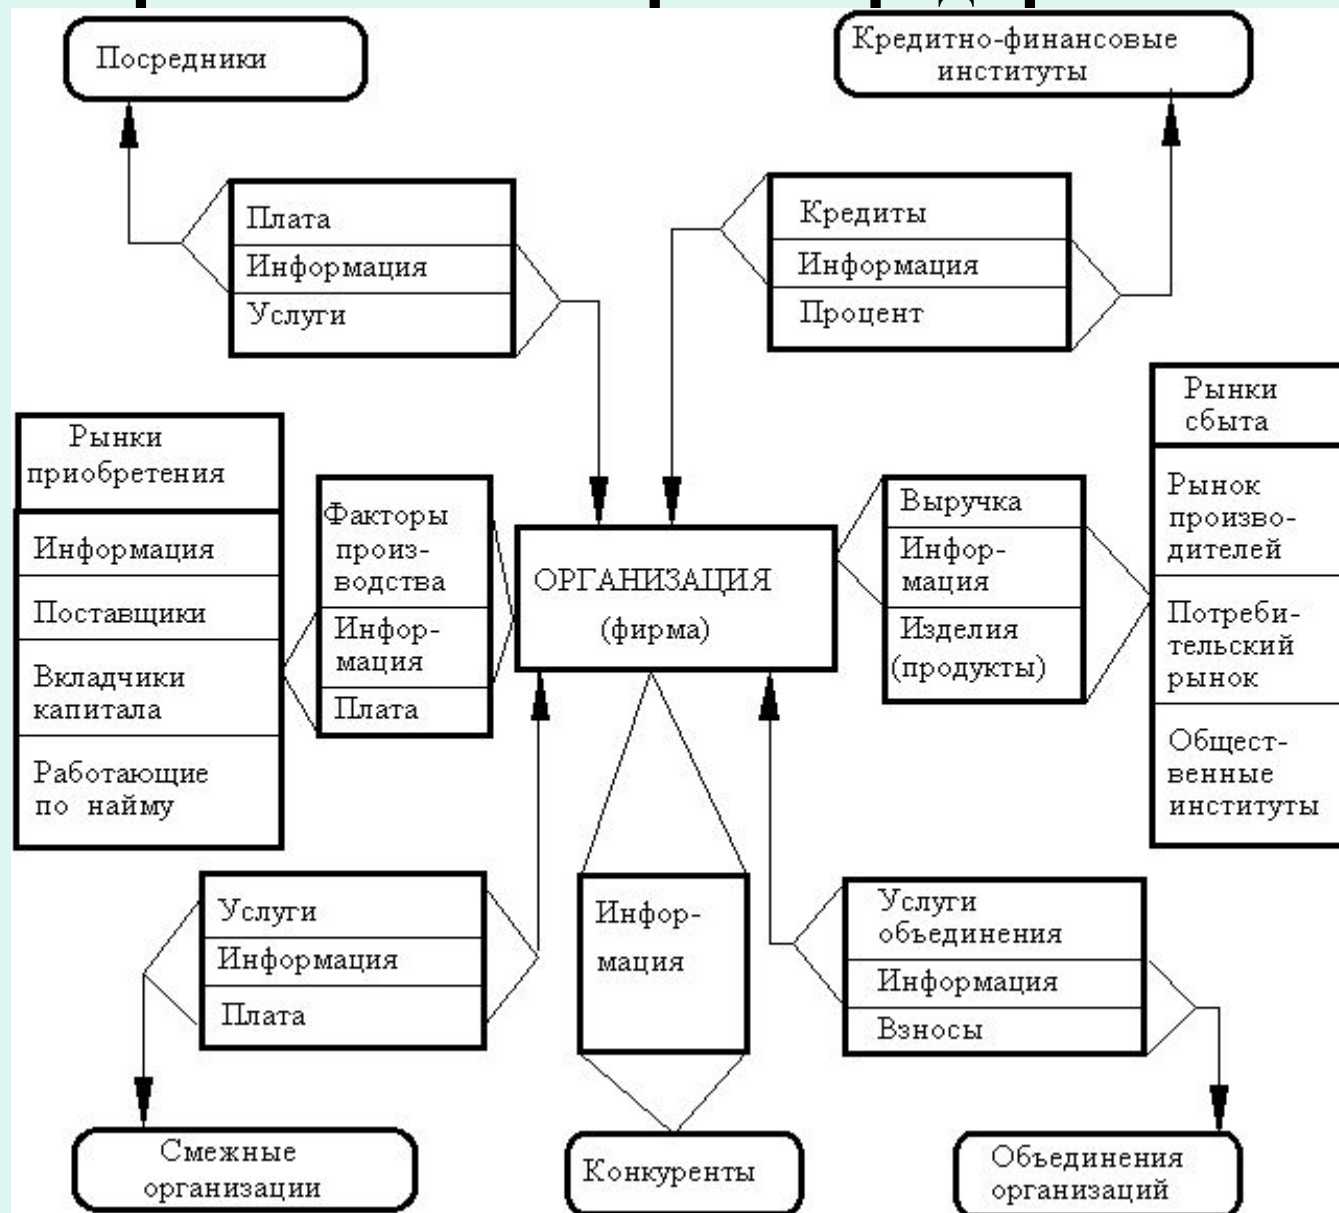 Посредники
Кредитно-финансовые
институты
Плата
Информация
Услуги
Кредиты
Информация
Процент
Рынки
приобретения
Информация
Поставщики
Вкладчики
капитала
Работающие
по найму
Факторы
произ-
водства
Инфор-
мация
Плата
ОРГАНИЗАЦИЯ
(фирма)
Выручка
Инфор-
мация
Изделия
(продукты)
Рынки
сбыта
Рынок
произво-
дителей
Потреби-
тельский
рынок
Общест-
венные
институты
Услуги
Информация
Плата
Инфор-
мация
Услуги
объединения
Информация
Взносы
Смежные
организации
Конкуренты
Объединения
организаций